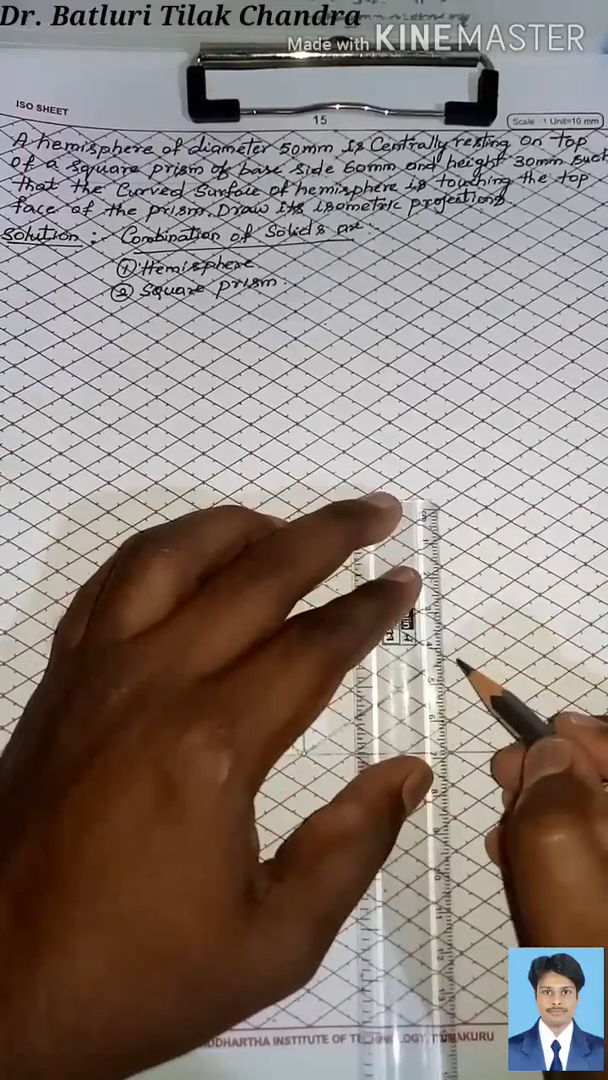 Dr. Batluri Tilak Chandra
Made with KINEMASTER
ISO SHEET
15
Scale 1 Unit=10 mm
A hemisphere of diameter 50mm is Centrally resting on top
of a square prism of base side 60mm and height 30mm such
that the Curved Surface of hemisphere is touching the top
face of the prism. Draw its isometric projections.
Solution :- Combination of Solids are :-
① Hemisphere
② Square prism.
INSTITUTE OF